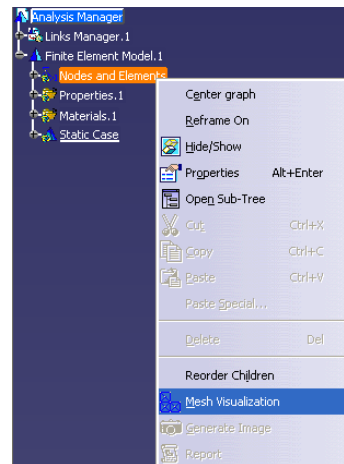 Analysis Manager
Links Manager.1
Finite Element Model.1
Nodes and Elements
Properties.1
Materials.1
Static Case
Center graph
Reframe On
Hide/Show
Properties Alt+Enter
Open Sub-Tree
Cut Ctrl+X
Copy Ctrl+C
Paste Ctrl+V
Paste Special...
Delete Del
Reorder Children
Mesh Visualization
Generate Image
Report